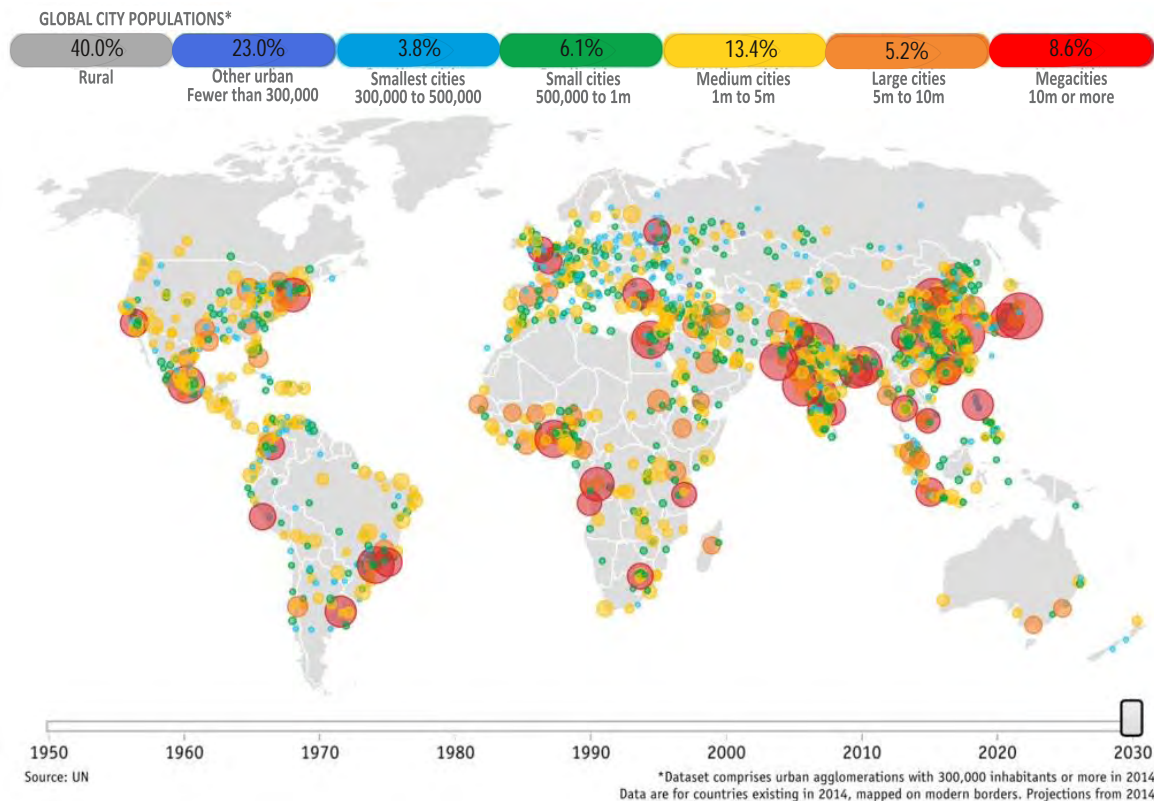 GLOBAL CITY POPULATIONS*
40.0% 23.0% 3.8% 6.1% 13.4% 5.2% 8.6%
Rural Other urban Smallest cities Small cities Medium cities Large cities Megacities
Fewer than 300,000 300,000 to 500,000 500,000 to 1m 1m to 5m 5m to 10m 10m or more
1950 1960 1970 1980 1990 2000 2010 2020 2030
Source: UN
*Dataset comprises urban agglomerations with 300,000 inhabitants or more in 2014
Data are for countries existing in 2014, mapped on modern borders. Projections from 2014